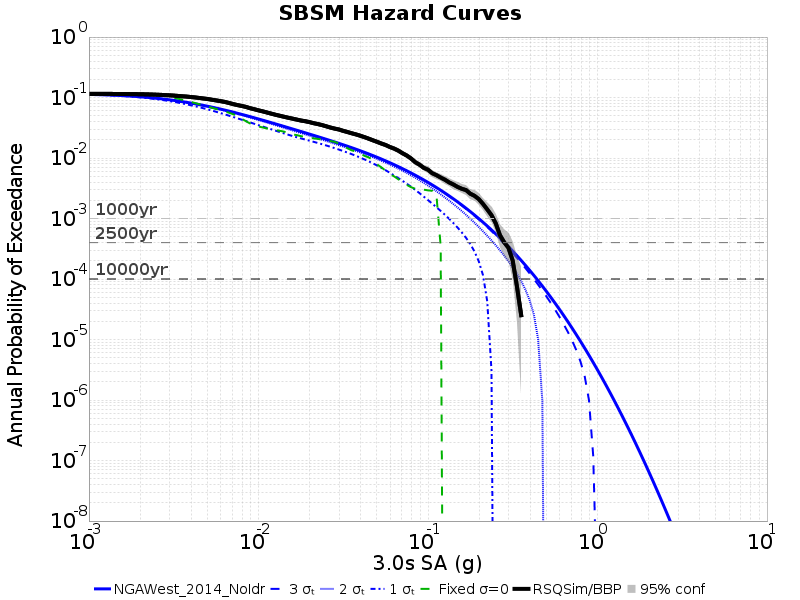 SBSM Hazard Curves
Annual Probability of Exceedance
10^0
10^-1
10^-2
10^-3
10^-4
10^-5
10^-6
10^-7
10^-8
1000yr
2500yr
10000yr
10^-3 10^-2 10^-1 10^0 10^1
3.0s SA (g)
NGAWest_2014_NoIdr 3 σₜ 2 σₜ 1 σₜ Fixed σ=0 RSQSim/BBP 95% conf